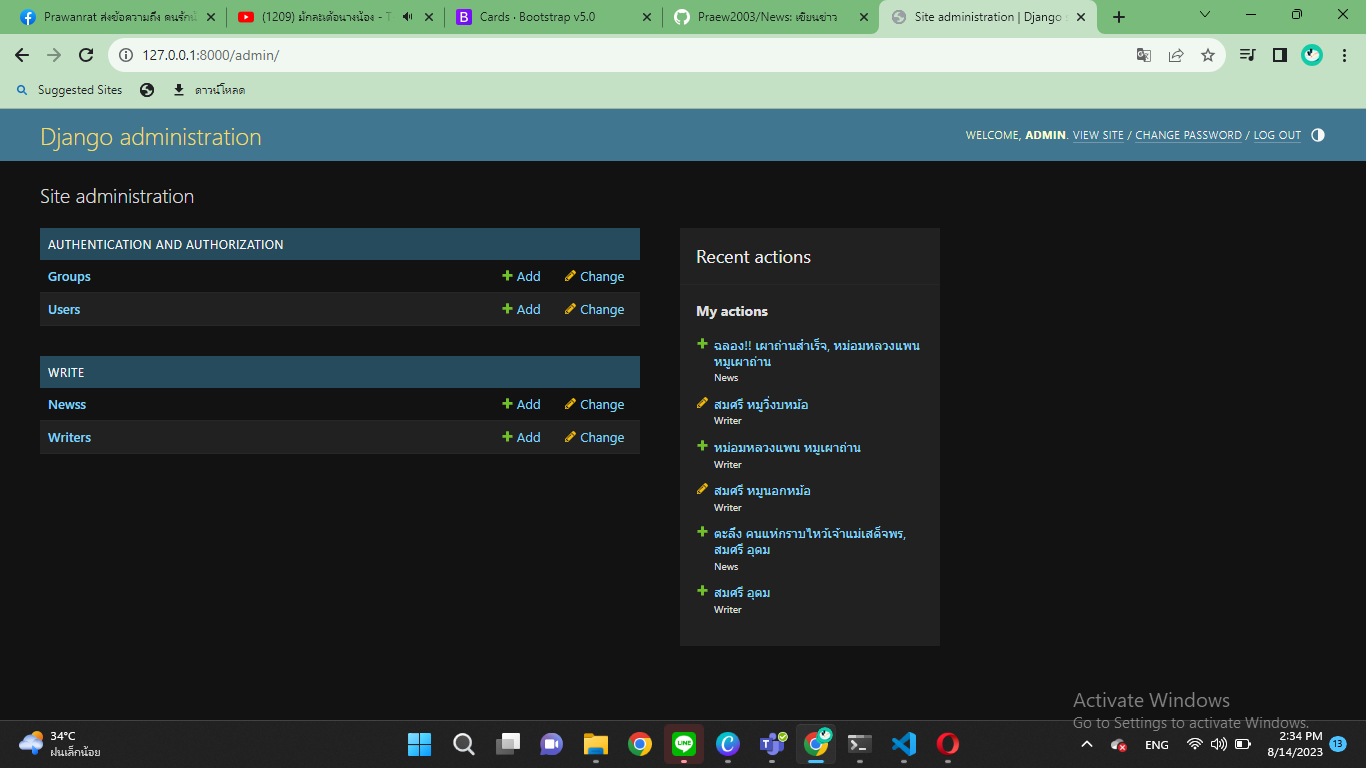 Prawanrat ส่งข้อความถึง คนรักน้
(1209) มักละเด้อนางน้อง - T
Cards · Bootstrap v5.0
Praew2003/News: เขียนข่าว
Site administration | Django s
127.0.0.1:8000/admin/
Suggested Sites
ดาวน์โหลด
Django administration
WELCOME, ADMIN. VIEW SITE / CHANGE PASSWORD / LOG OUT
Site administration
AUTHENTICATION AND AUTHORIZATION
Groups Add Change
Users Add Change
WRITE
Newss Add Change
Writers Add Change
Recent actions
My actions
ฉลอง!! เผาถ่านสำเร็จ, หม่อมหลวงแพน
หมูเผาถ่าน
News
สมศรี หมูวิ่งบหม้อ
Writer
หม่อมหลวงแพน หมูเผาถ่าน
Writer
สมศรี หมูนอกหม้อ
Writer
ตะลึง คนแห่กราบไหว้เจ้าแม่เสด็จพร,
สมศรี อุดม
News
สมศรี อุดม
Writer
Activate Windows
Go to Settings to activate Windows.
34°C
ฝนเล็กน้อย
LINE
ENG
2:34 PM
8/14/2023
13